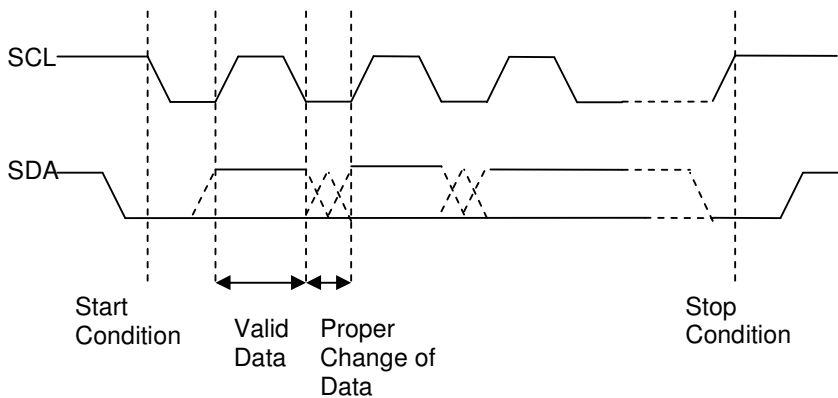 SCL
SDA
Start
Condition
Valid
Data
Proper
Change of
Data
Stop
Condition